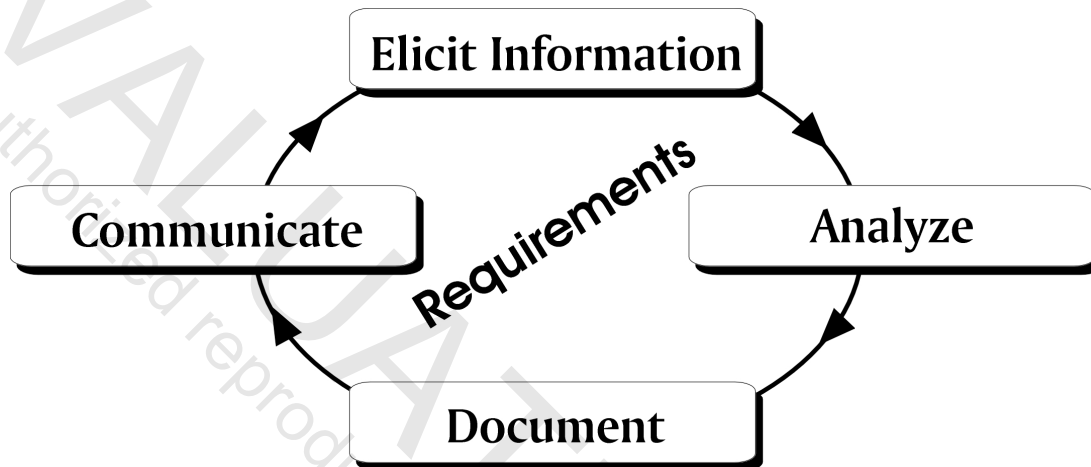 Elicit Information
Requirements
Communicate
Analyze
Document